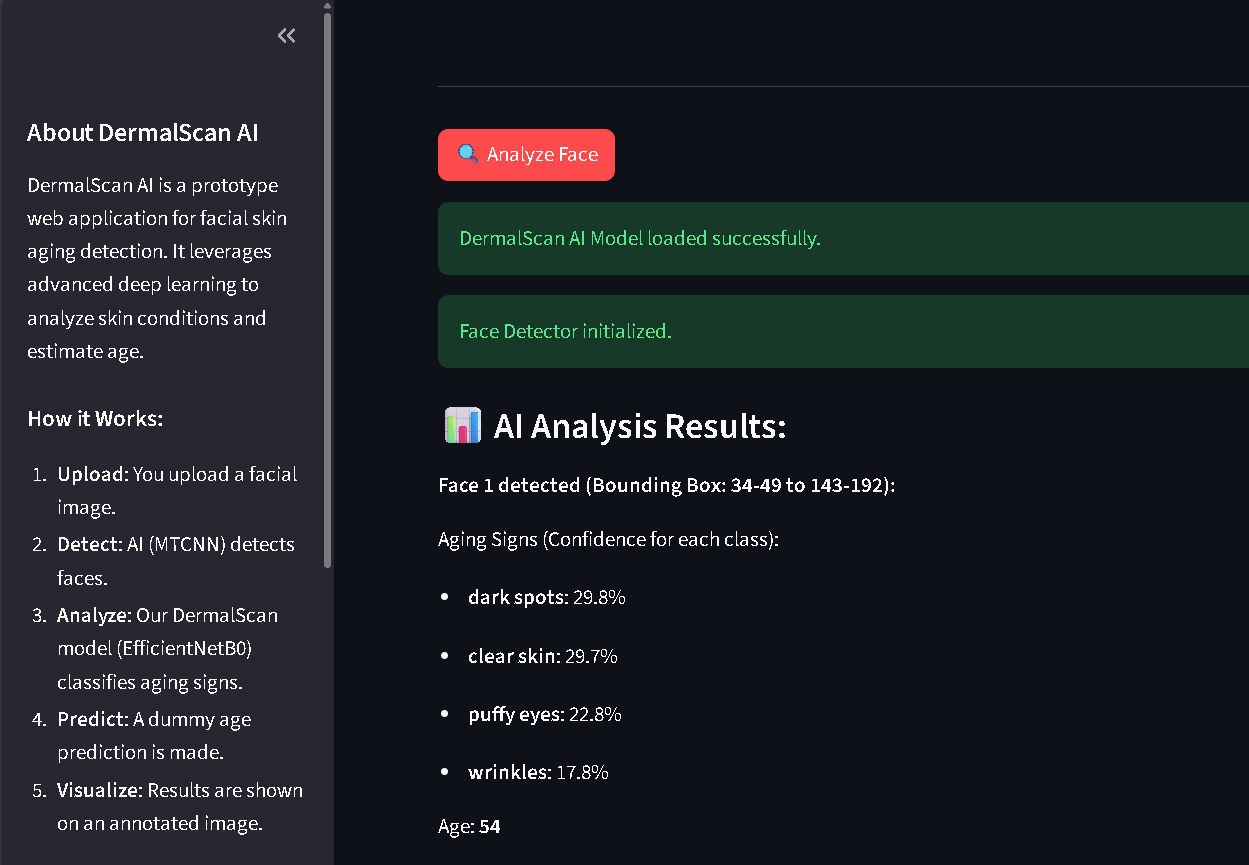 About DermalScan AI
DermalScan AI is a prototype
web application for facial skin
aging detection. It leverages
advanced deep learning to
analyze skin conditions and
estimate age.
How it Works:
1. Upload: You upload a facial
image.
2. Detect: AI (MTCNN) detects
faces.
3. Analyze: Our DermalScan
model (EfficientNetB0)
classifies aging signs.
4. Predict: A dummy age
prediction is made.
5. Visualize: Results are shown
on an annotated image.
Analyze Face
DermalScan AI Model loaded successfully.
Face Detector initialized.
AI Analysis Results:
Face 1 detected (Bounding Box: 34-49 to 143-192):
Aging Signs (Confidence for each class):
• dark spots: 29.8%
• clear skin: 29.7%
• puffy eyes: 22.8%
• wrinkles: 17.8%
Age: 54